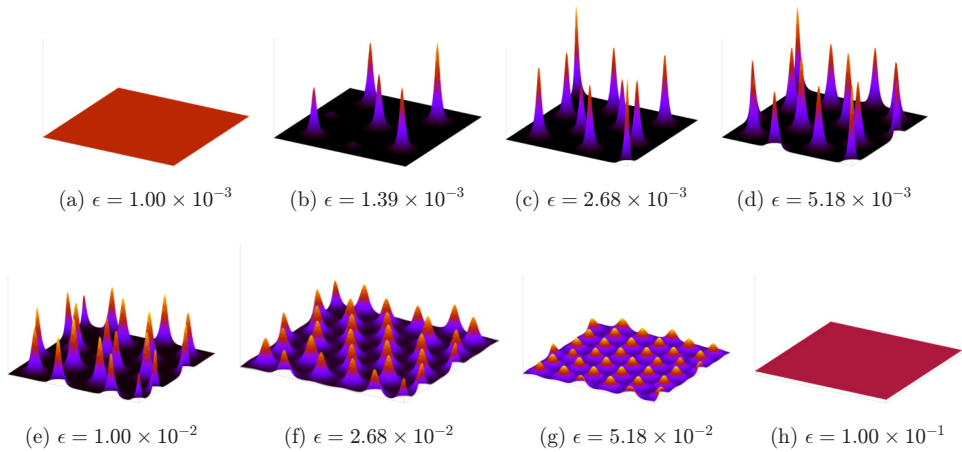 (a) ϵ = 1.00 × 10⁻³
(b) ϵ = 1.39 × 10⁻³
(c) ϵ = 2.68 × 10⁻³
(d) ϵ = 5.18 × 10⁻³
(e) ϵ = 1.00 × 10⁻²
(f) ϵ = 2.68 × 10⁻²
(g) ϵ = 5.18 × 10⁻²
(h) ϵ = 1.00 × 10⁻¹